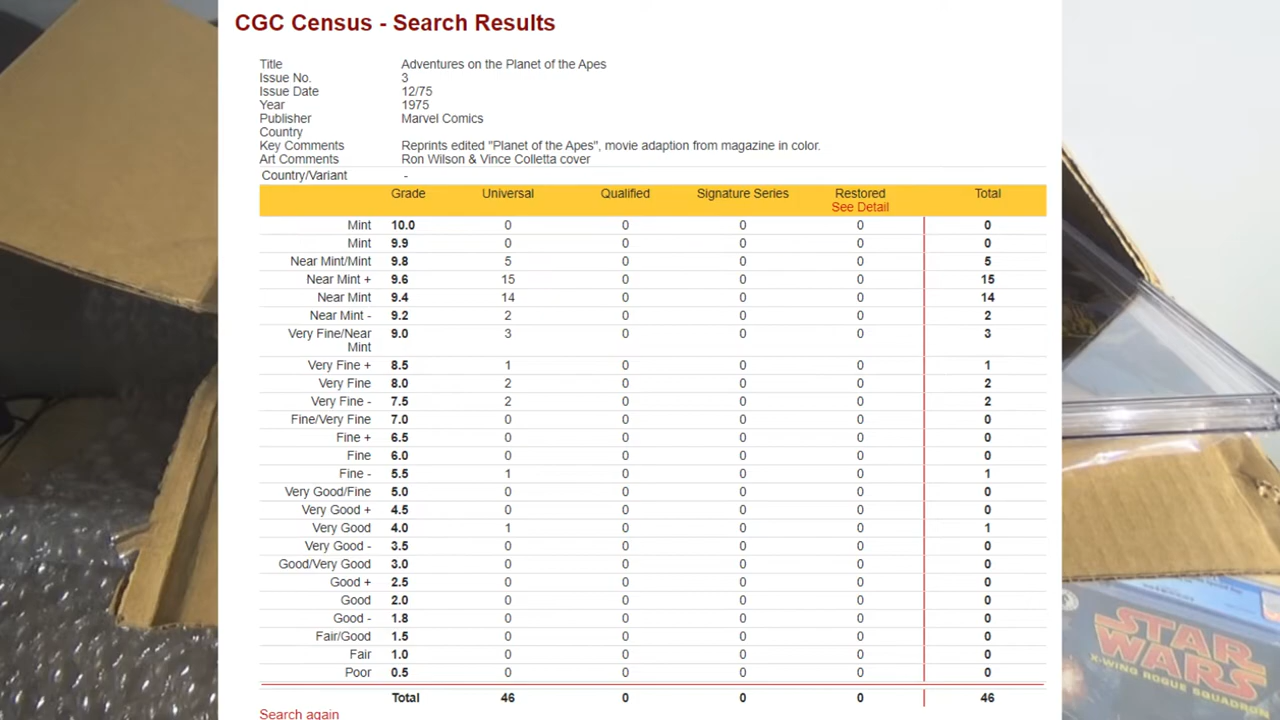 CGC Census - Search Results
Title Adventures on the Planet of the Apes
Issue No. 3
Issue Date 12/75
Year 1975
Publisher Marvel Comics
Country
Key Comments Reprints edited "Planet of the Apes", movie adaption from magazine in color.
Art Comments Ron Wilson & Vince Colletta cover
Country/Variant -
Grade Universal Qualified Signature Series Restored Total
See Detail
Mint 10.0 0 0 0 0 0
Mint 9.9 0 0 0 0 0
Near Mint/Mint 9.8 5 0 0 0 5
Near Mint + 9.6 15 0 0 0 15
Near Mint 9.4 14 0 0 0 14
Near Mint - 9.2 2 0 0 0 2
Very Fine/Near 9.0 3 0 0 0 3
Mint
Very Fine + 8.5 1 0 0 0 1
Very Fine 8.0 2 0 0 0 2
Very Fine - 7.5 2 0 0 0 2
Fine/Very Fine 7.0 0 0 0 0 0
Fine + 6.5 0 0 0 0 0
Fine 6.0 0 0 0 0 0
Fine - 5.5 1 0 0 0 1
Very Good/Fine 5.0 0 0 0 0 0
Very Good + 4.5 0 0 0 0 0
Very Good 4.0 1 0 0 0 1
Very Good - 3.5 0 0 0 0 0
Good/Very Good 3.0 0 0 0 0 0
Good + 2.5 0 0 0 0 0
Good 2.0 0 0 0 0 0
Good - 1.8 0 0 0 0 0
Fair/Good 1.5 0 0 0 0 0
Fair 1.0 0 0 0 0 0
Poor 0.5 0 0 0 0 0
Total 46 0 0 0 46
Search again
STAR
WARS
X-WING ROGUE SQUADRON